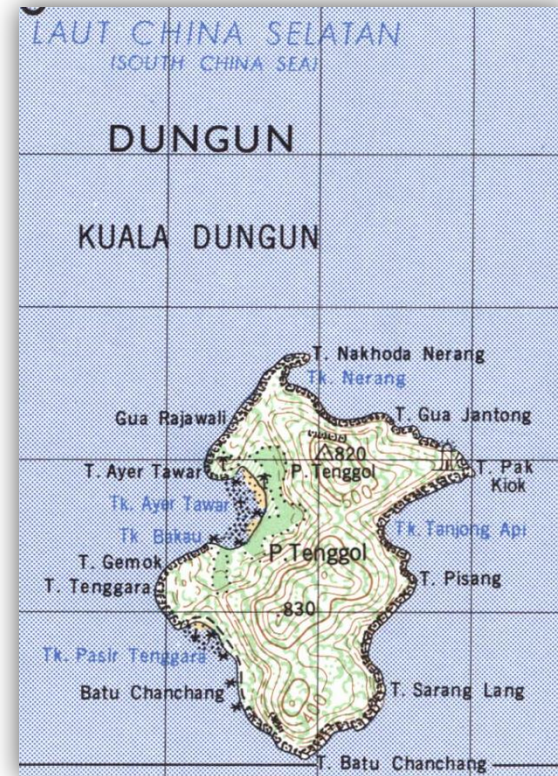 LAUT CHINA SELATAN
(SOUTH CHINA SEA)
DUNGUN
KUALA DUNGUN
T. Nakhoda Nerang
Tk. Nerang
Gua Rajawali
T. Gua Jantong
820
T. Ayer Tawar
P. Tenggol
T. Pak
Kiok
500
Tk. Ayer Tawar
Tk. Bakau
Tk. Tanjong Api
P. Tenggol
T. Gemok
T. Pisang
T. Tenggara
830
Tk. Pasir Tenggara
Batu Chanchang
T. Sarang Lang
400
T. Batu Chanchang